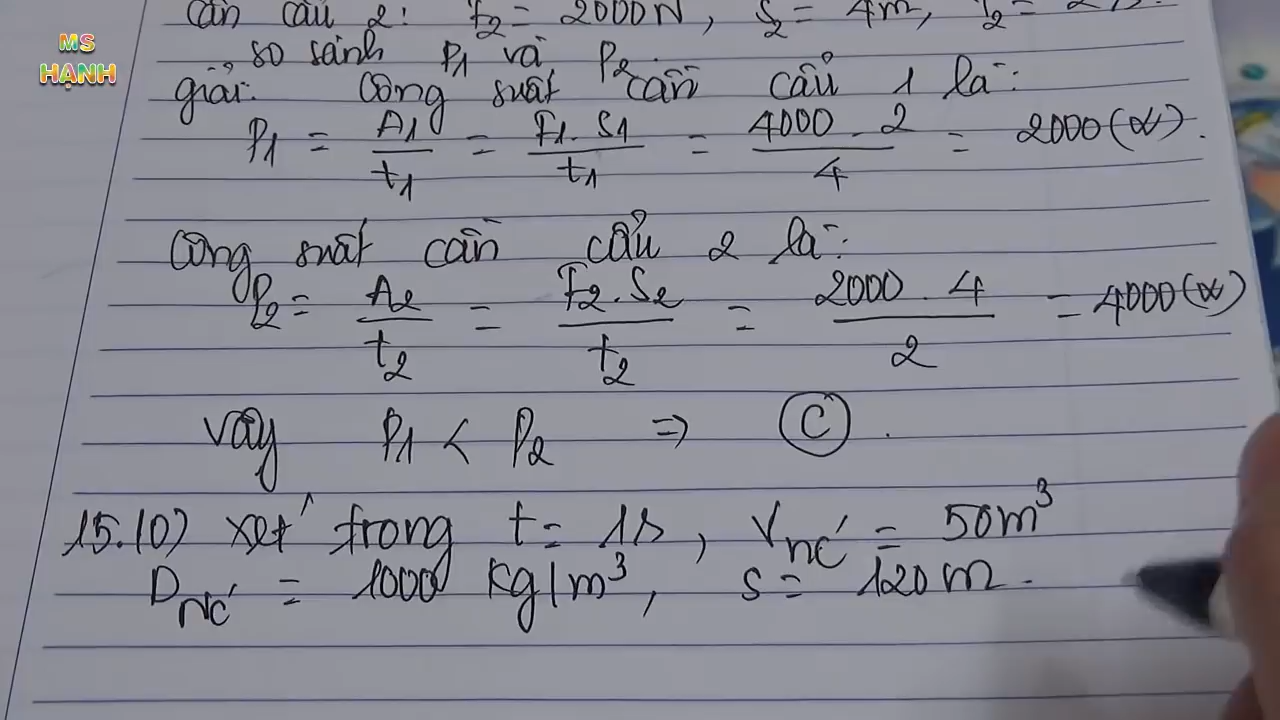 MS
HẠNH
cần cẩu 2: F₂ = 2000N, S₂ = 4m,
so sánh P₁ và P₂.
giải: Công suất cần cẩu 1 là:
P₁ = A₁/t₁ = F₁.S₁/t₁ = 4000.2/4 = 2000(W).
Công suất cần cẩu 2 là:
P₂ = A₂/t₂ = F₂.S₂/t₂ = 2000.4/2 = 4000(W)
vậy P₁ < P₂ => C.
15.10) xét trong t = 1s, Vnc' = 50m³
Dnc' = 1000 kg/m³, s = 120m.